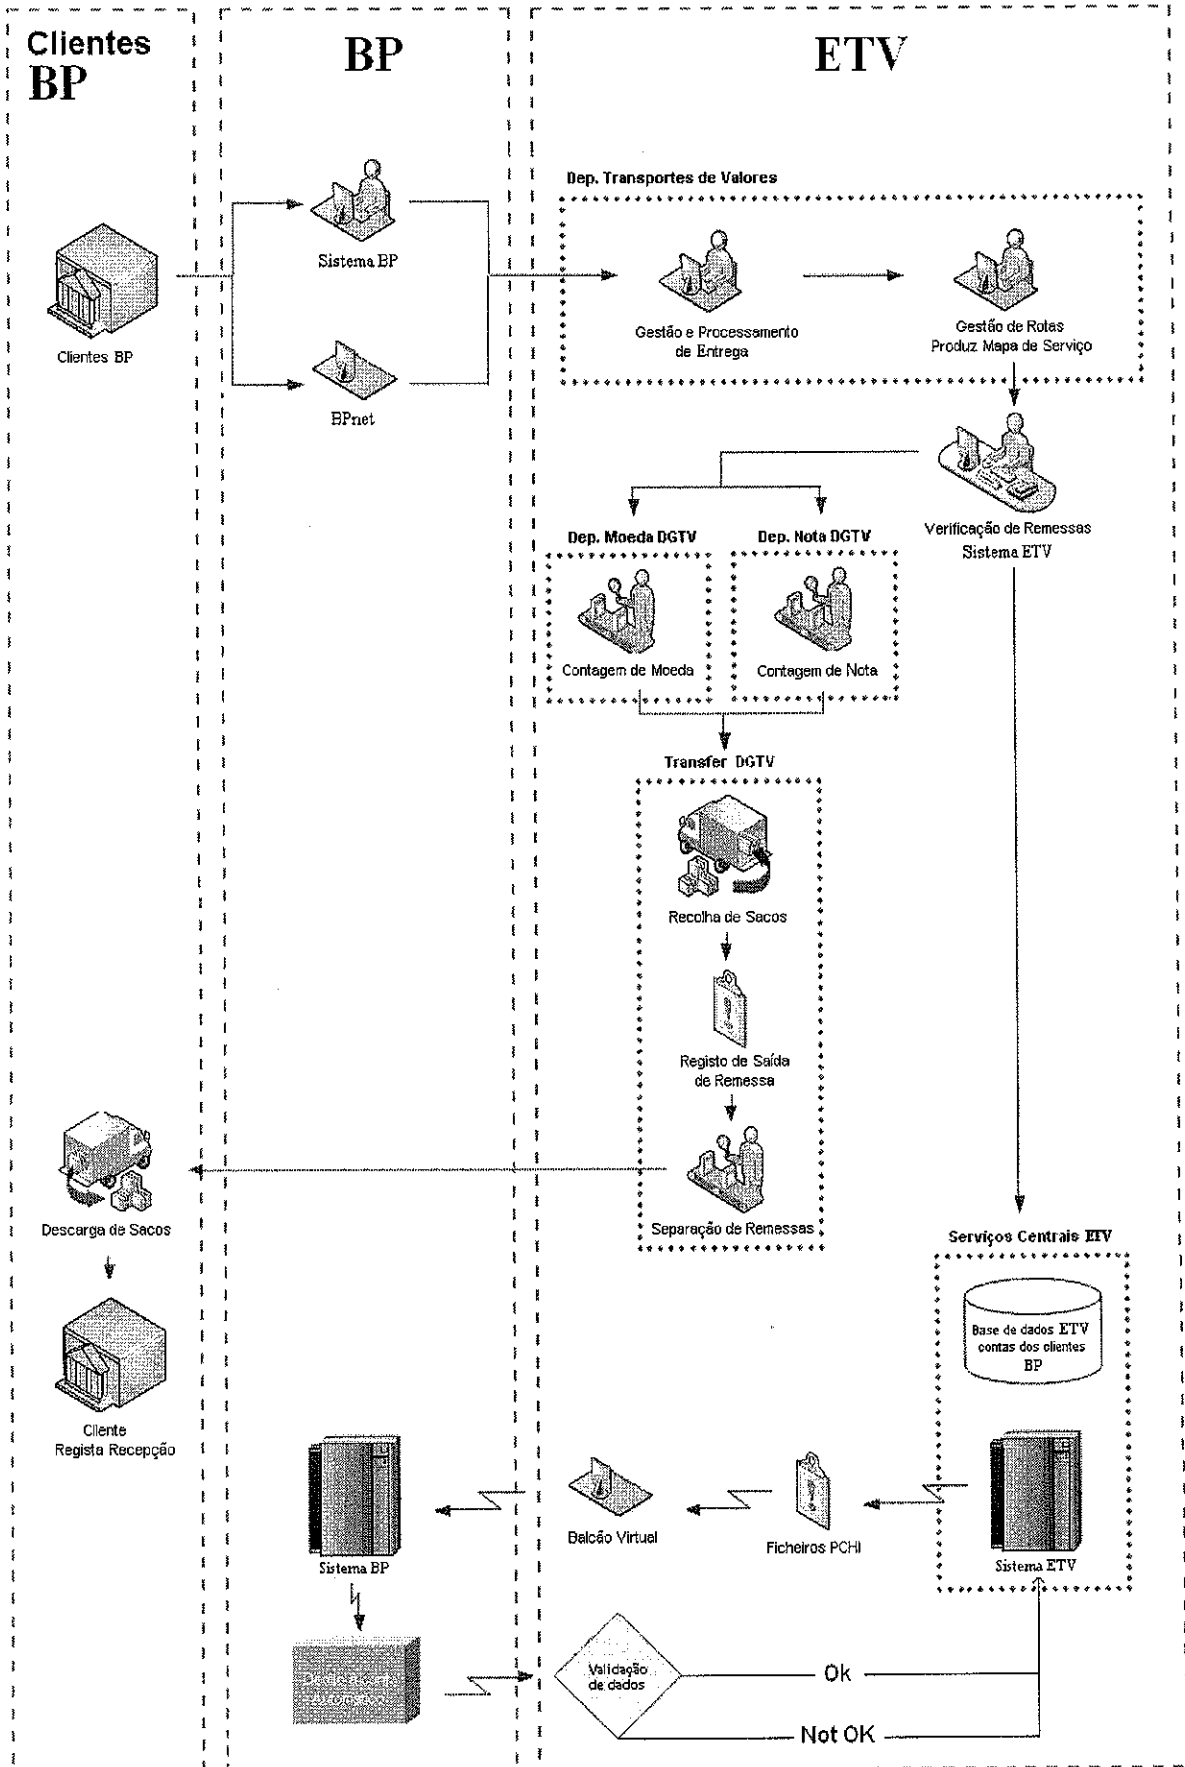 Clientes
BP
BP
ETV
Dep. Transportes de Valores
Clientes BP
Sistema BP
BPnet
Gestão e Processamento
de Entrega
Gestão de Rotas
Produz Mapa de Serviço
Verificação de Remessas
Sistema ETV
Dep. Moeda DGTV
Dep. Nota DGTV
Contagem de Moeda
Contagem de Nota
Transfer DGTV
Recolha de Sacos
Registo de Saída
de Remessa
Separação de Remessas
Descarga de Sacos
Cliente
Regista Recepção
Serviços Centrais ETV
Base de dados ETV
contas dos clientes
BP
Sistema ETV
Ficheiros PCHI
Balcão Virtual
Sistema BP
Validação
de dados
Ok
Not OK